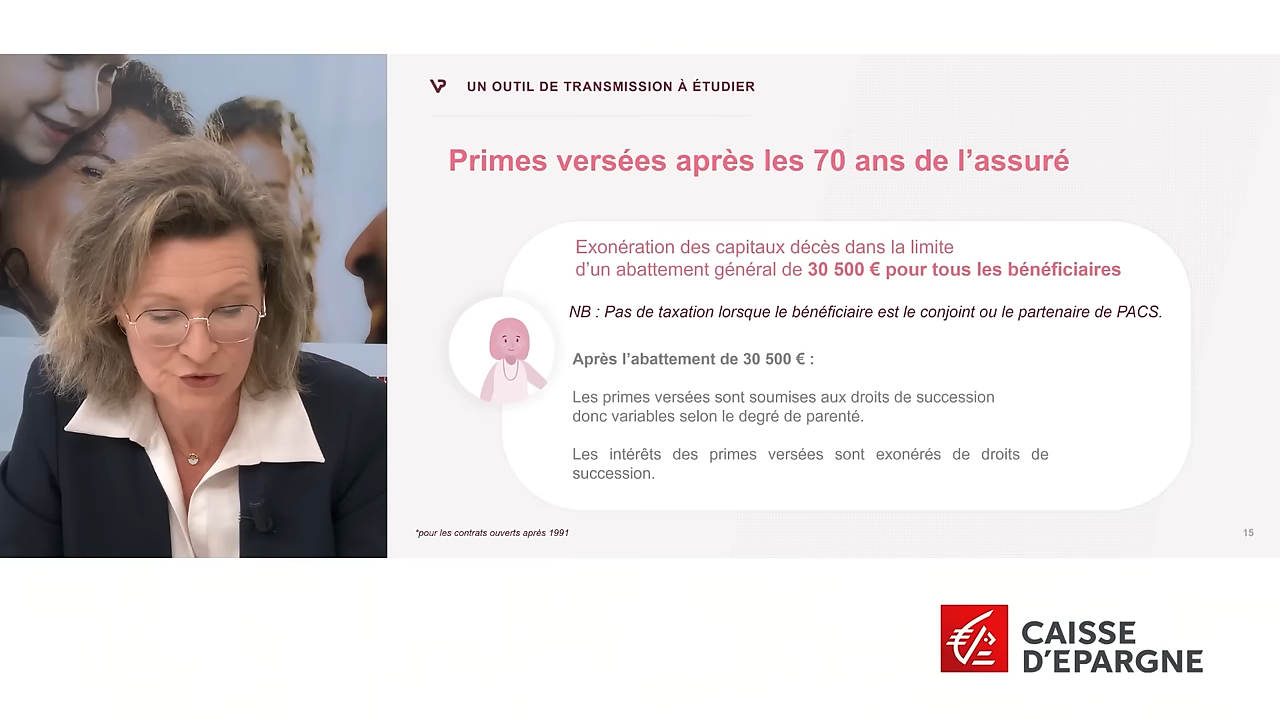 UN OUTIL DE TRANSMISSION À ÉTUDIER
Primes versées après les 70 ans de l'assuré
Exonération des capitaux décès dans la limite
d'un abattement général de 30 500 € pour tous les bénéficiaires
NB : Pas de taxation lorsque le bénéficiaire est le conjoint ou le partenaire de PACS.
Après l'abattement de 30 500 € :
Les primes versées sont soumises aux droits de succession
donc variables selon le degré de parenté.
Les intérêts des primes versées sont exonérés de droits de
succession.
*pour les contrats ouverts après 1991
15
CAISSE
D'EPARGNE